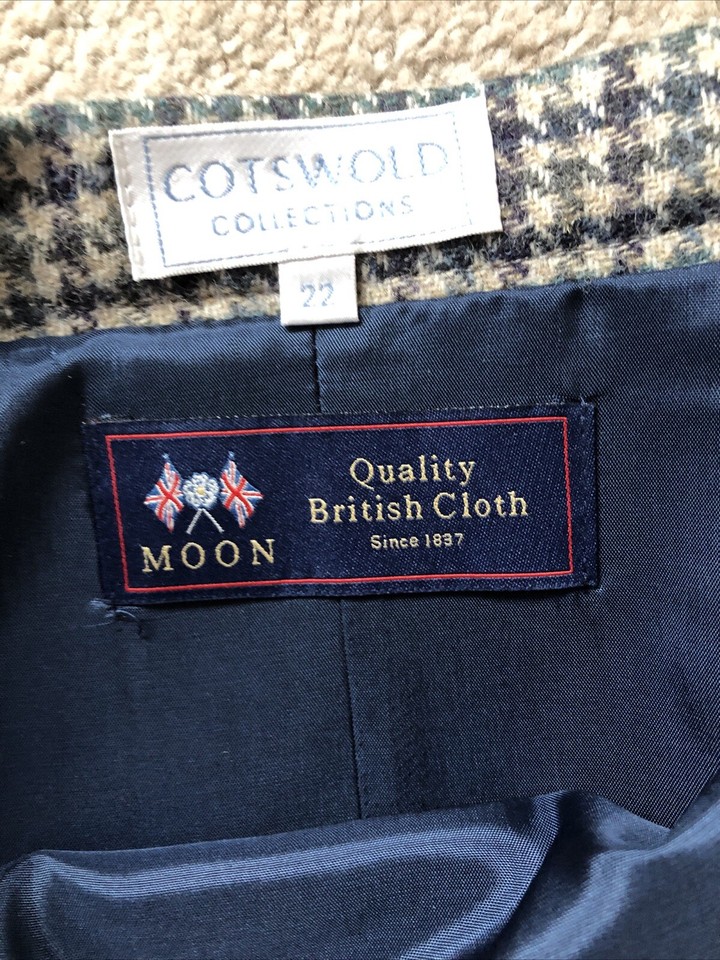 COTSWOLD
COLLECTIONS
22
MOON
Quality
British Cloth
Since 1837